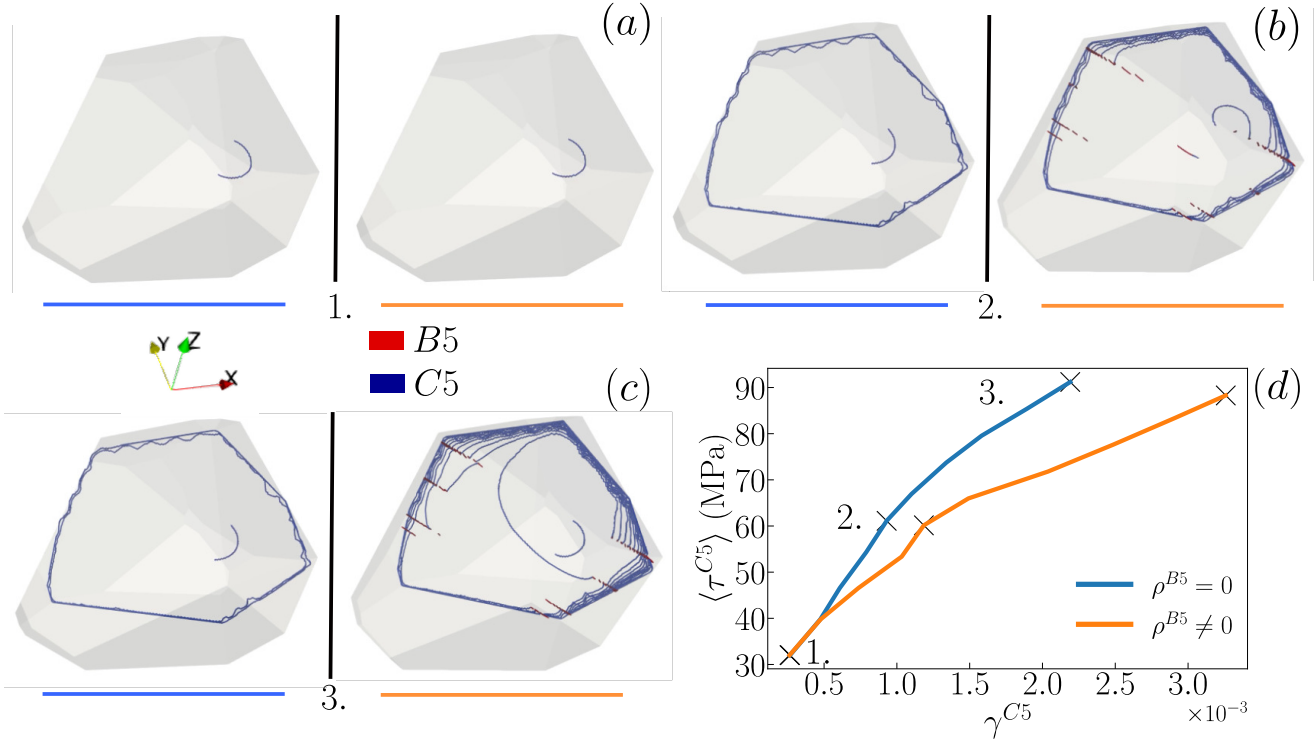 (a)
(b)
1.
2.
Y
Z
X
B5
C5
(c)
3.
(d)
90
80
70
60
50
40
30
⟨τ^{C5}⟩ (MPa)
3.
2.
1.
ρ^{B5} = 0
ρ^{B5} ≠ 0
0.5 1.0 1.5 2.0 2.5 3.0
γ^{C5}
×10^{−3}